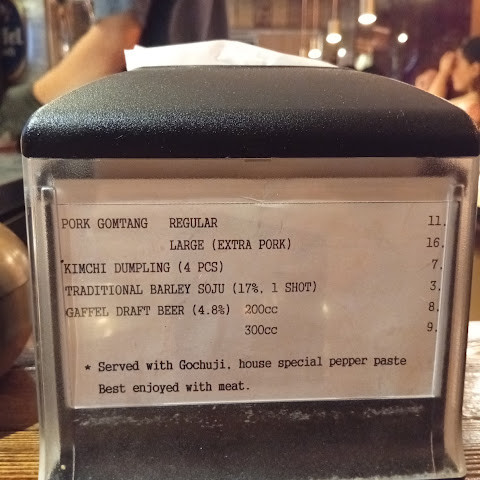 PORK GOMTANG REGULAR 11.
LARGE (EXTRA PORK) 16.
KIMCHI DUMPLING (4 PCS) 7.
TRADITIONAL BARLEY SOJU (17%, 1 SHOT) 3.
GAFFEL DRAFT BEER (4.8%) 200cc 8.
300cc 9.
* Served with Gochuji, house special pepper paste
Best enjoyed with meat.